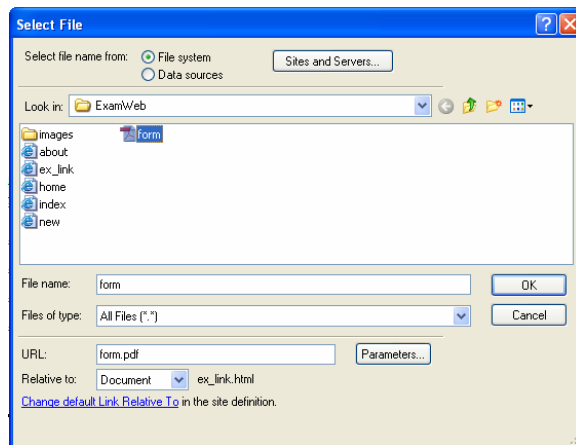 Select File
Select file name from: File system Sites and Servers...
Data sources
Look in: ExamWeb
images form
about
ex_link
home
index
new
File name: form OK
Files of type: All Files (*.*) Cancel
URL: form.pdf Parameters...
Relative to: Document ex_link.html
Change default Link Relative To in the site definition.